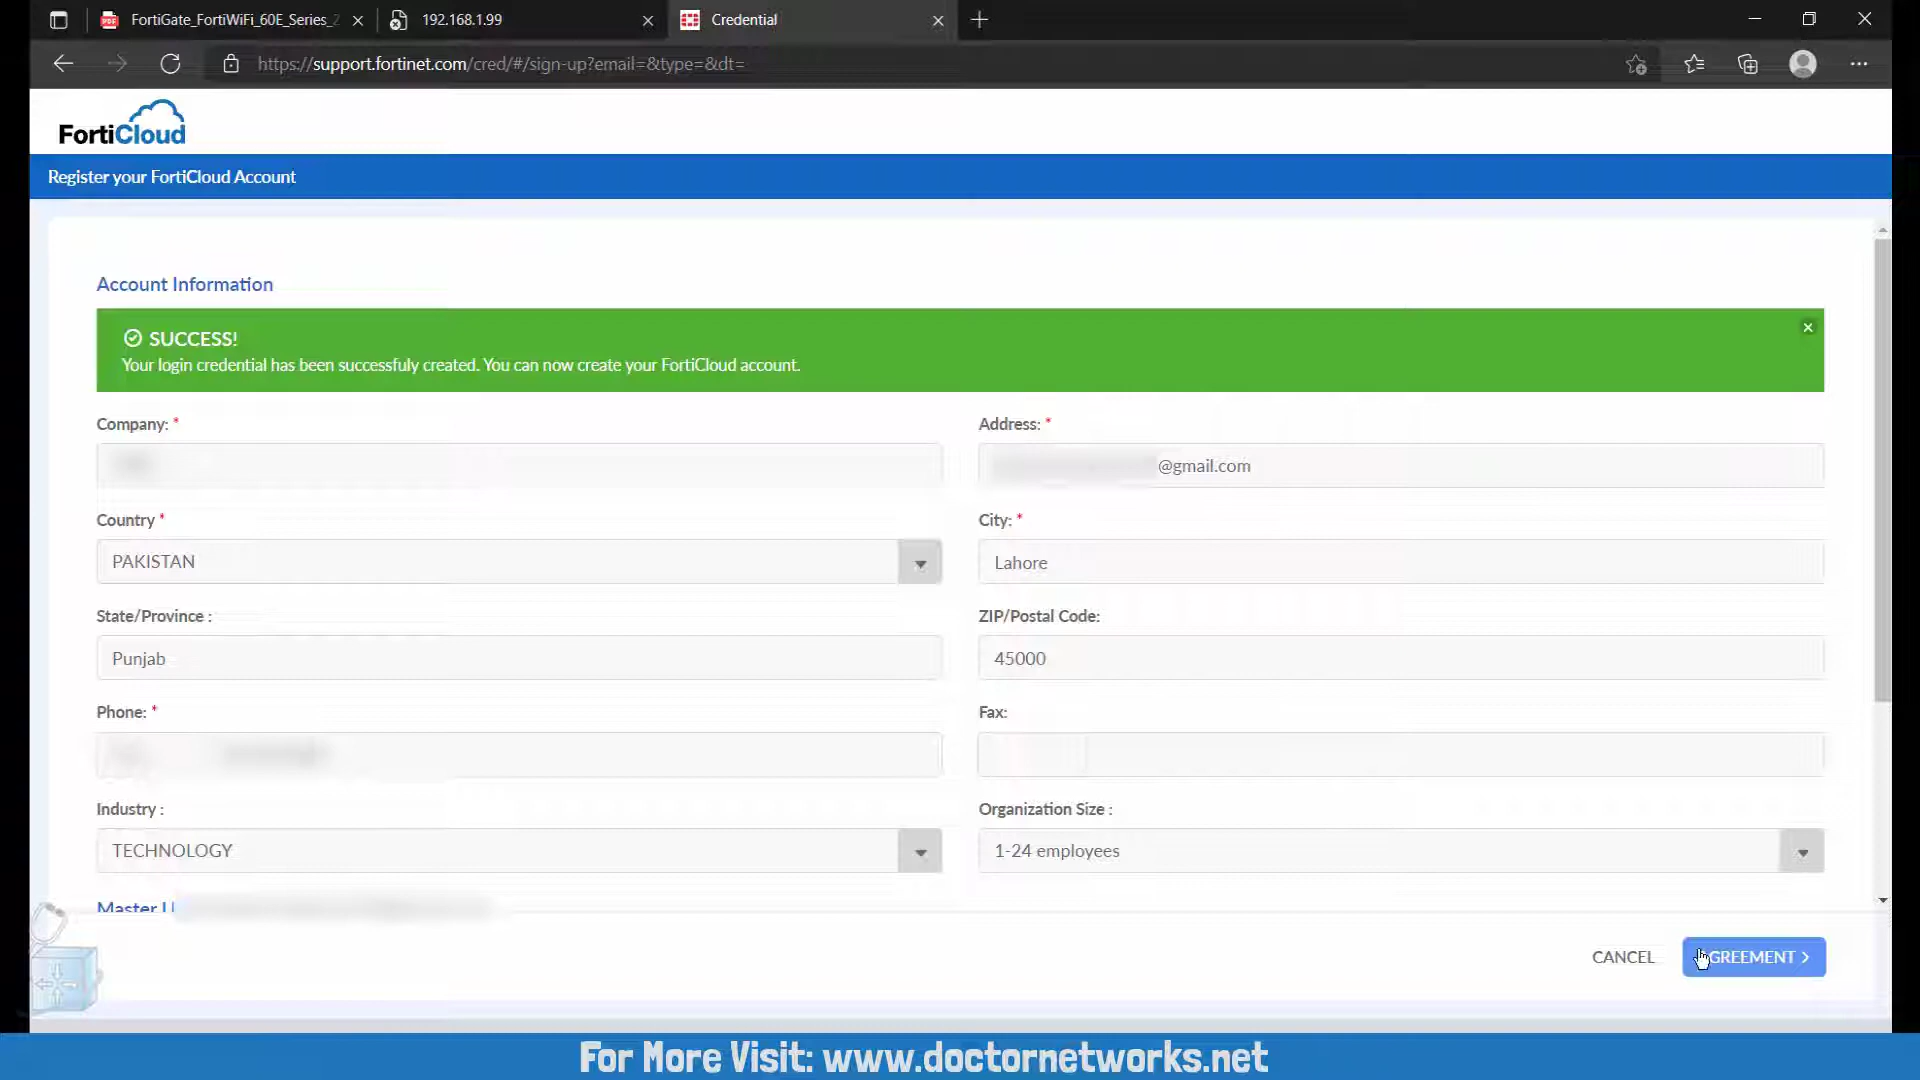 FortiGate_FortiWiFi_60E_Series_
192.168.1.99
Credential
https://support.fortinet.com/cred/#/sign-up?email=&type=&dt=
FortiCloud
Register your FortiCloud Account
Account Information
SUCCESS!
Your login credential has been successfuly created. You can now create your FortiCloud account.
Company: *
Address: *
@gmail.com
Country *
City: *
PAKISTAN
Lahore
State/Province :
ZIP/Postal Code:
Punjab
45000
Phone: *
Fax:
Industry :
Organization Size :
TECHNOLOGY
1-24 employees
Master
CANCEL
GREEMENT
For More Visit: www.doctornetworks.net